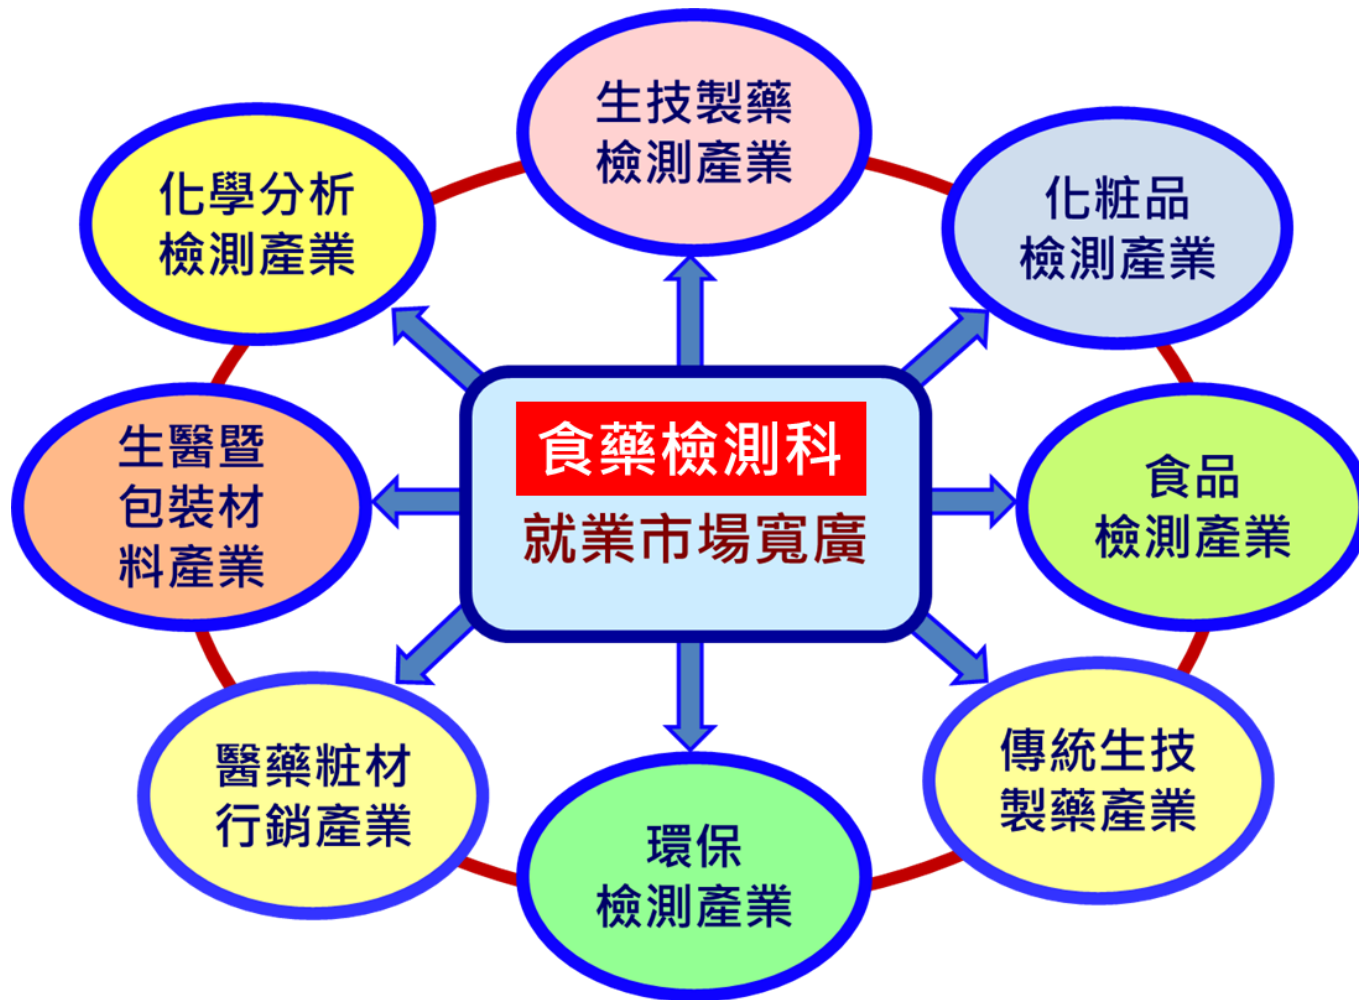 生技製藥
檢測產業
化粧品
檢測產業
食品
檢測產業
傳統生技
製藥產業
環保
檢測產業
醫藥粧材
行銷產業
生醫暨
包裝材
料產業
化學分析
檢測產業
食藥檢測科
就業市場寬廣